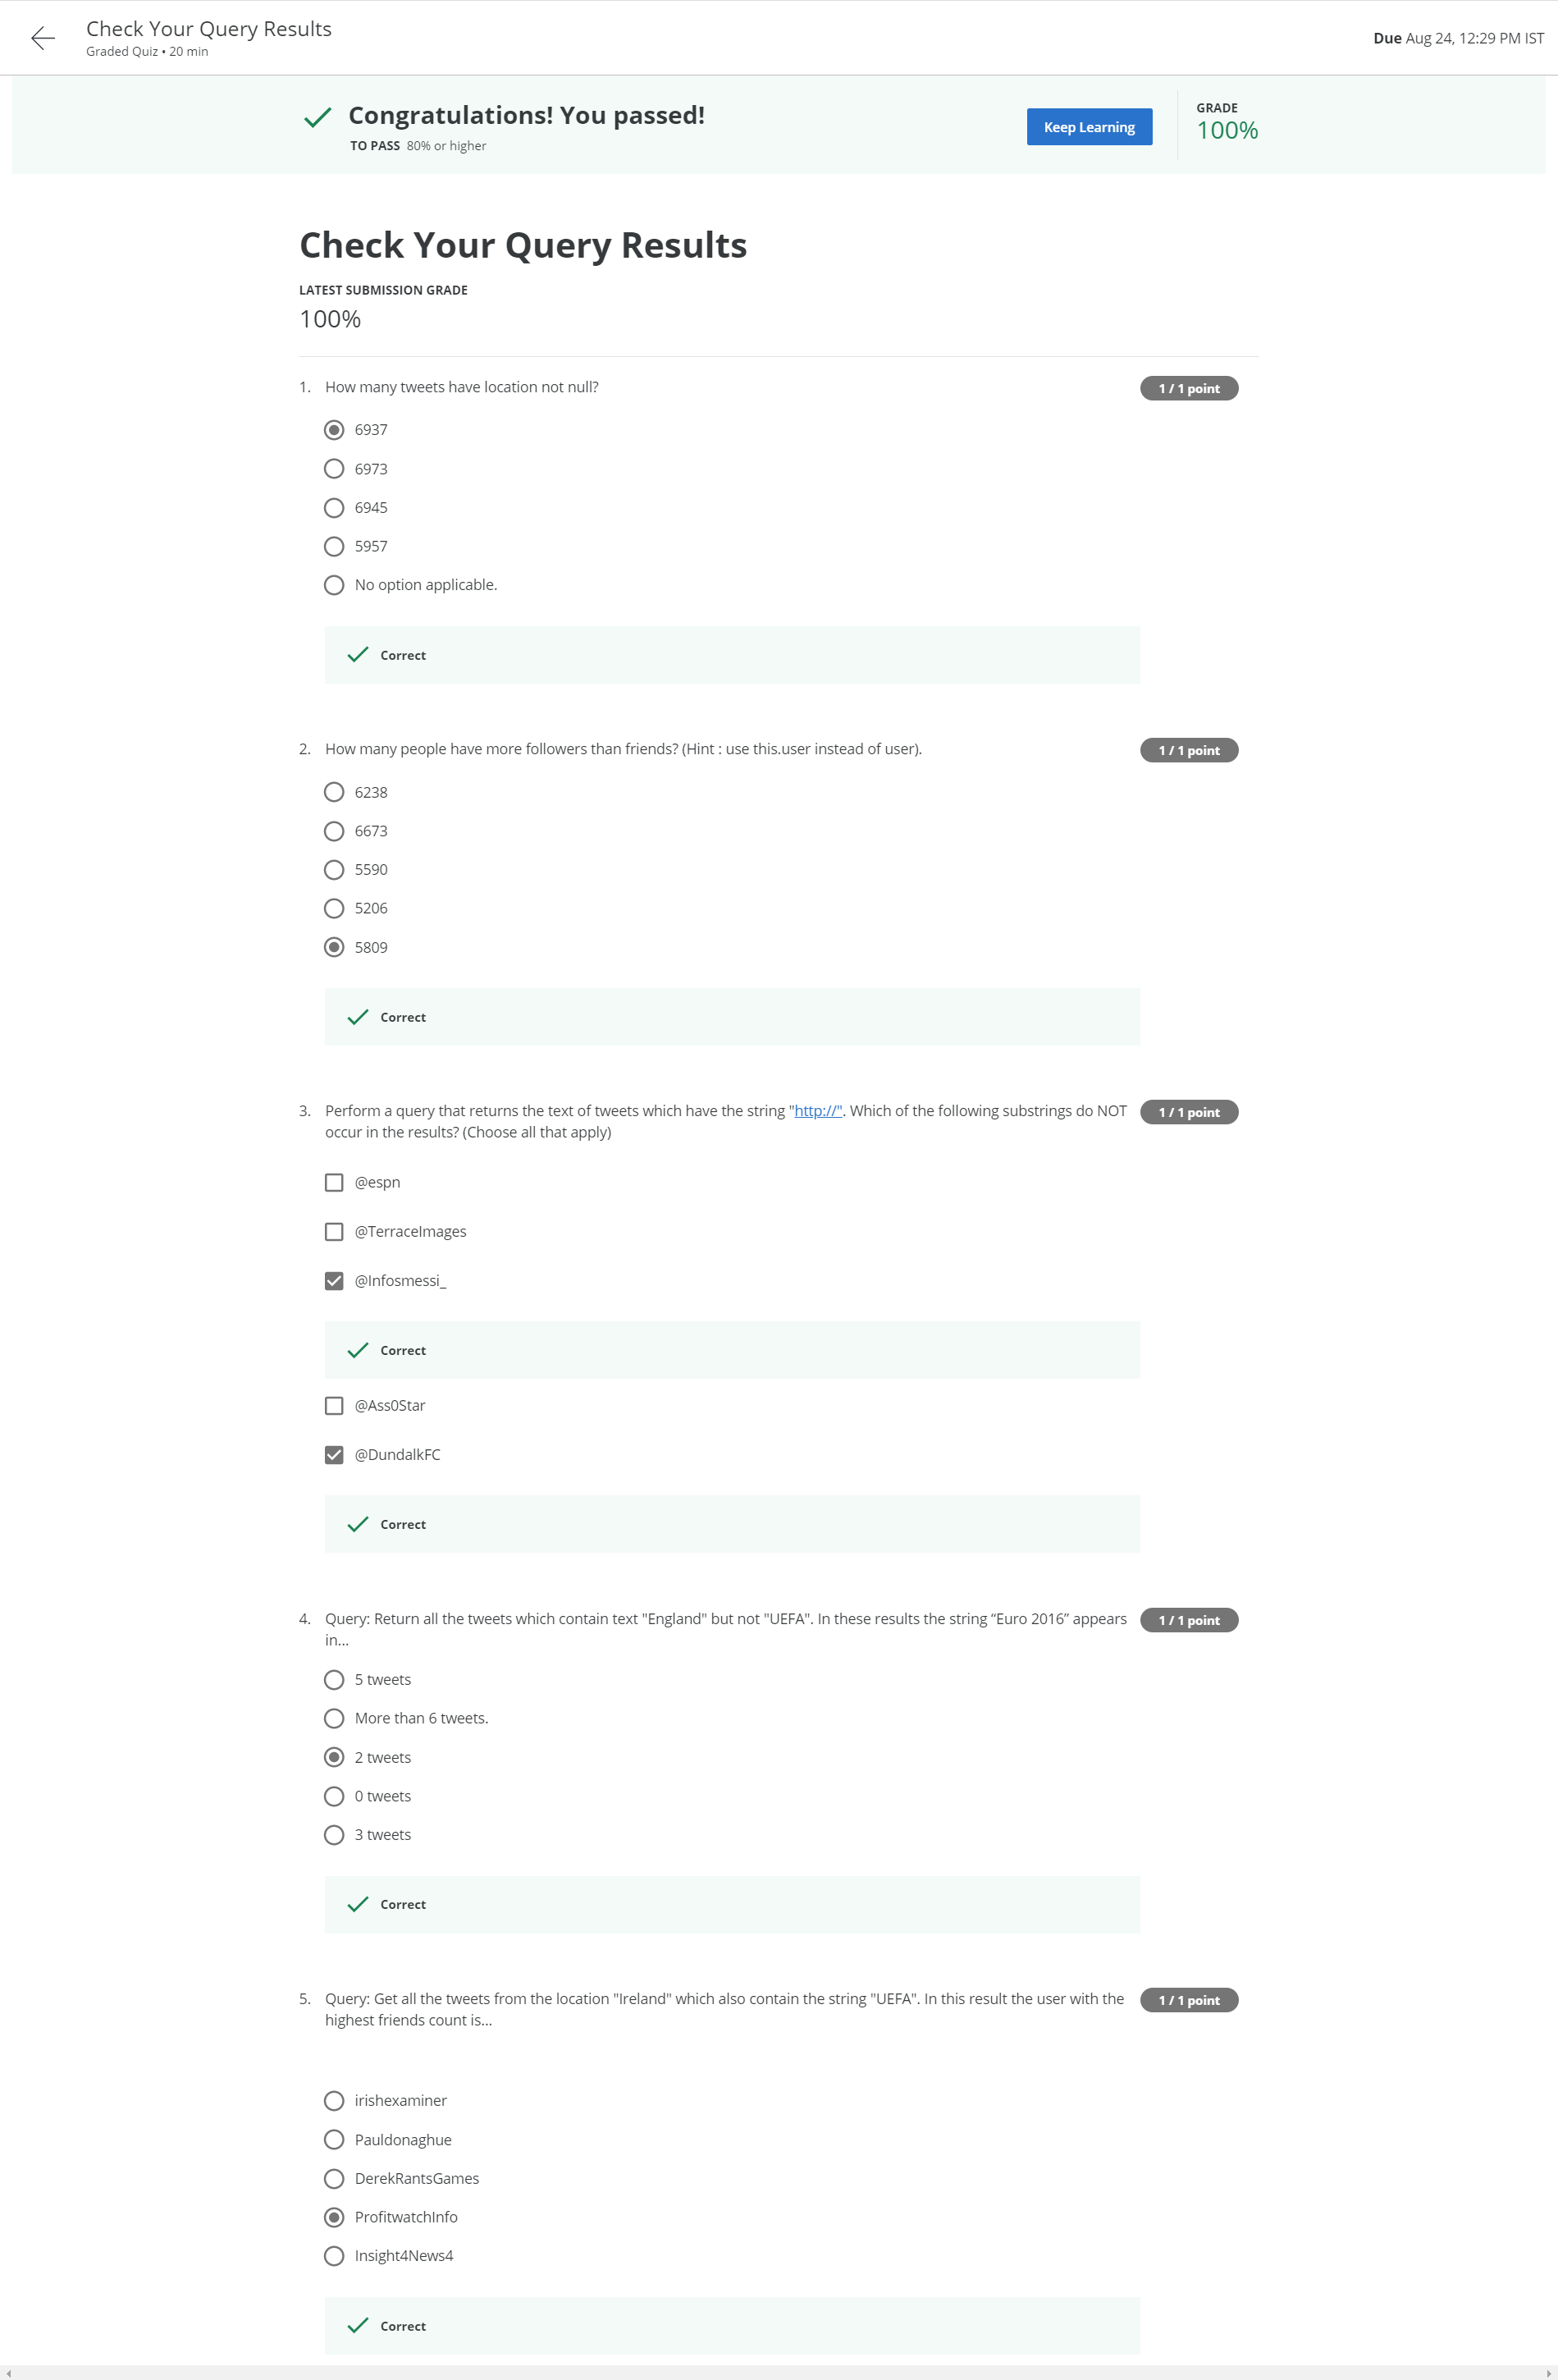 Check Your Query Results
Graded Quiz • 20 min
Due Aug 24, 12:29 PM IST
Congratulations! You passed!
TO PASS 80% or higher
Keep Learning
GRADE
100%
Check Your Query Results
LATEST SUBMISSION GRADE
100%
1. How many tweets have location not null?
1 / 1 point
6937
6973
6945
5957
No option applicable.
Correct
2. How many people have more followers than friends? (Hint : use this.user instead of user).
1 / 1 point
6238
6673
5590
5206
5809
Correct
3. Perform a query that returns the text of tweets which have the string "http://". Which of the following substrings do NOT
occur in the results? (Choose all that apply)
1 / 1 point
@espn
@TerraceImages
@Infosmessi_
Correct
@Ass0Star
@DundalkFC
Correct
4. Query: Return all the tweets which contain text "England" but not "UEFA". In these results the string “Euro 2016” appears
in...
1 / 1 point
5 tweets
More than 6 tweets.
2 tweets
0 tweets
3 tweets
Correct
5. Query: Get all the tweets from the location "Ireland" which also contain the string "UEFA". In this result the user with the
highest friends count is...
1 / 1 point
irishexaminer
Pauldonaghue
DerekRantsGames
ProfitwatchInfo
Insight4News4
Correct